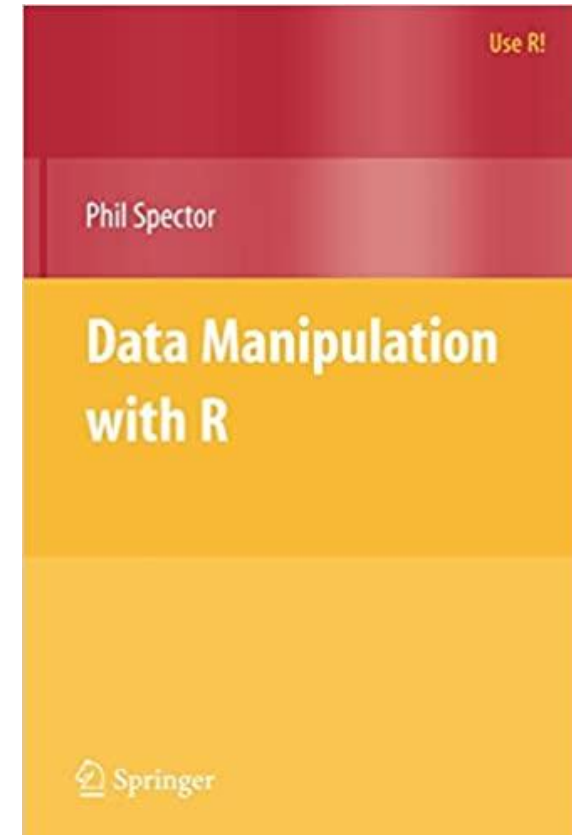 Use R!
Phil Spector
Data Manipulation
with R
Springer